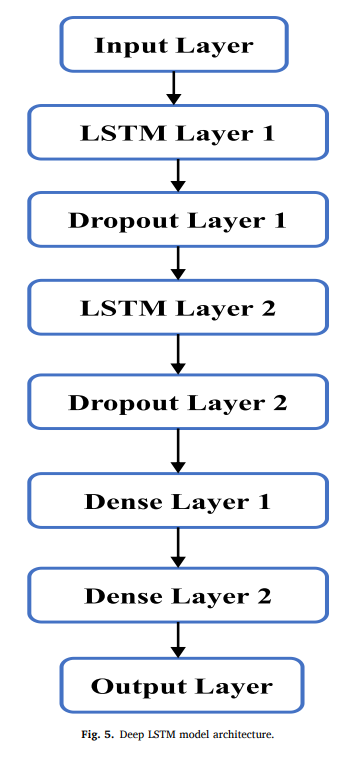 Input Layer
LSTM Layer 1
Dropout Layer 1
LSTM Layer 2
Dropout Layer 2
Dense Layer 1
Dense Layer 2
Output Layer
Fig. 5. Deep LSTM model architecture.